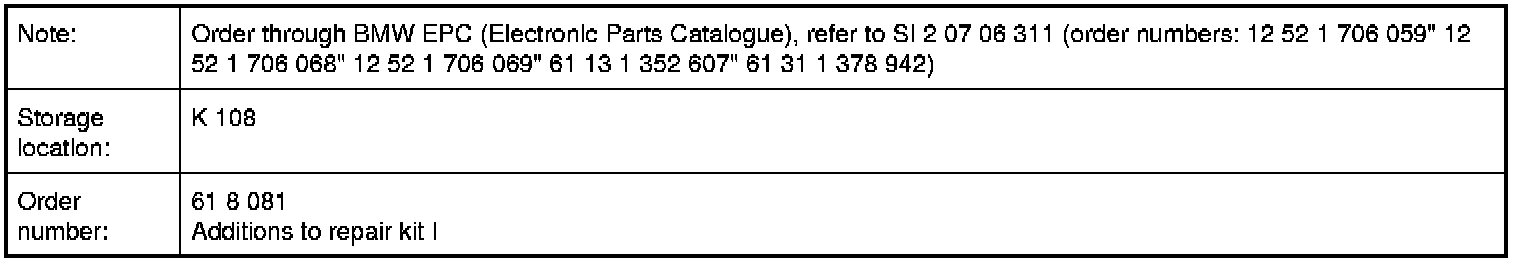 Note: Order through BMW EPC (Electronic Parts Catalogue), refer to SI 2 07 06 311 (order numbers: 12 52 1 706 059" 12
52 1 706 068" 12 52 1 706 069" 61 13 1 352 607" 61 31 1 378 942)
Storage K 108
location:
Order 61 8 081
number: Additions to repair kit I